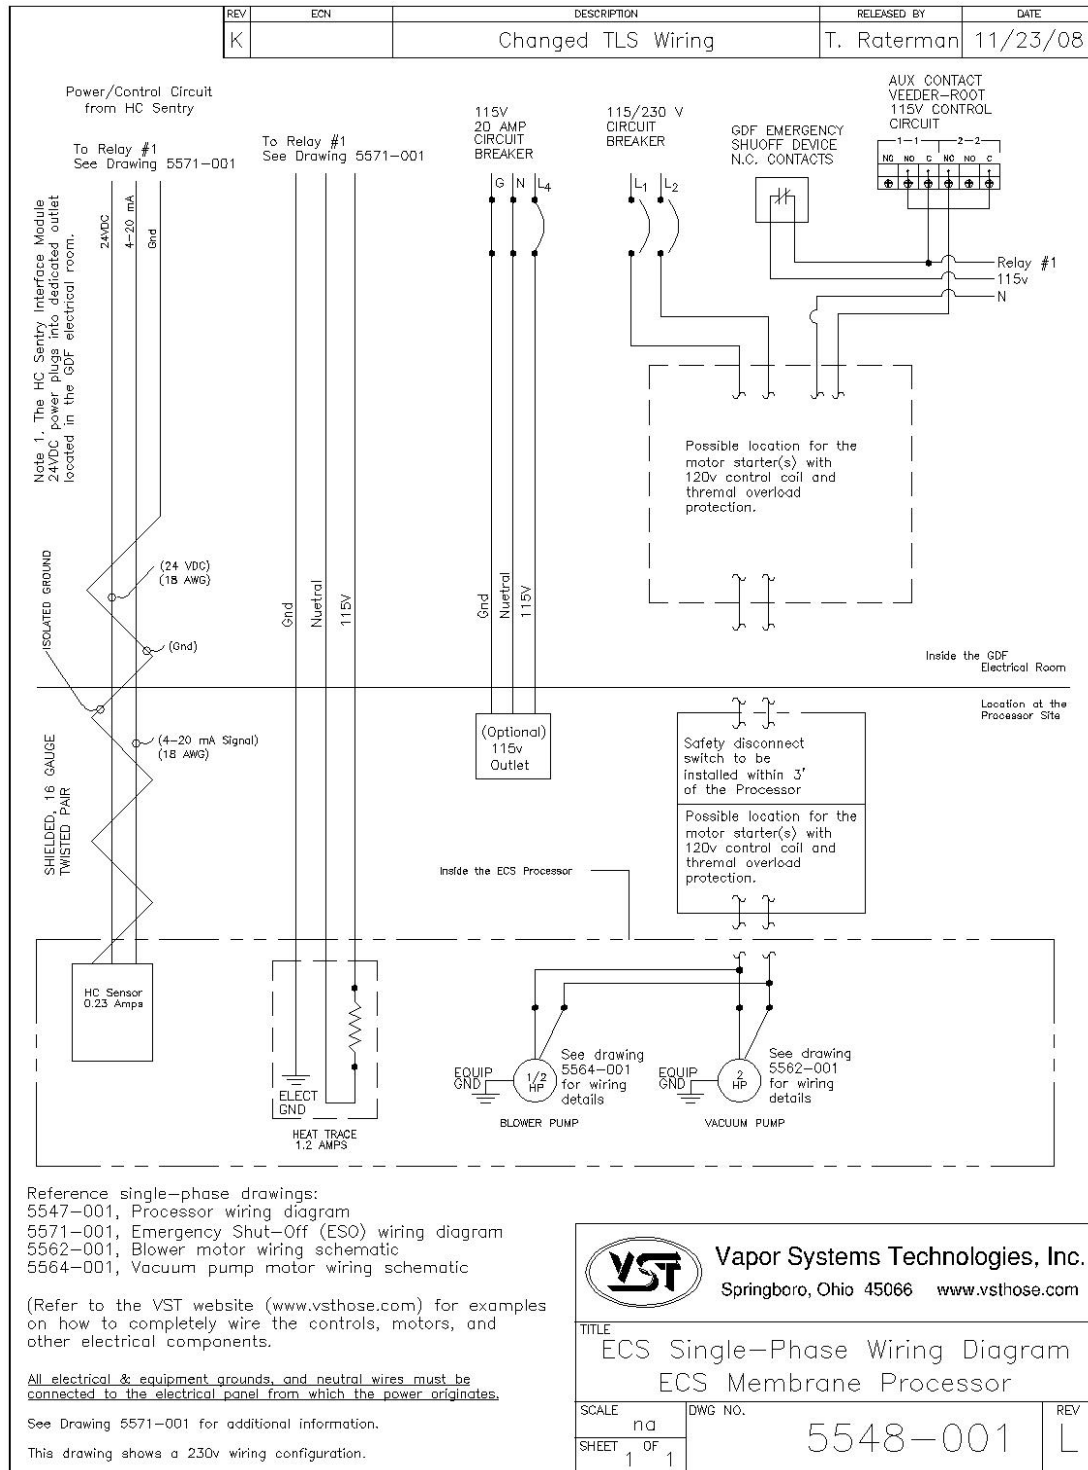 REV ECN DESCRIPTION RELEASED BY DATE
K Changed TLS Wiring T. Raterman 11/23/08
Power/Control Circuit
from HC Sentry
To Relay #1
See Drawing 5571-001
To Relay #1
See Drawing 5571-001
115V
20 AMP
CIRCUIT
BREAKER
115/230 V
CIRCUIT
BREAKER
GDF EMERGENCY
SHUOFF DEVICE
N.C. CONTACTS
AUX CONTACT
VEEDER-ROOT
115V CONTROL
CIRCUIT
1-1 2-2
NC NO C NC NO C
G N L4
L1 L2
Relay #1
115v
N
24VDC
4-20 mA
Gnd
Note 1. The HC Sentry Interface Module
24VDC power plugs into dedicated outlet
located in the GDF electrical room.
Possible location for the
motor starter(s) with
120v control coil and
thremal overload
protection.
ISOLATED GROUND
(24 VDC)
(18 AWG)
(Gnd)
Gnd
Nuetral
115V
Gnd
Nuetral
115V
Inside the GDF
Electrical Room
Location at the
Processor Site
(4-20 mA Signal)
(18 AWG)
SHIELDED, 16 GAUGE
TWISTED PAIR
(Optional)
115v
Outlet
Safety disconnect
switch to be
installed within 3'
of the Processor
Possible location for the
motor starter(s) with
120v control coil and
thremal overload
protection.
Inside the ECS Processor
HC Sensor
0.23 Amps
ELECT
GND
HEAT TRACE
1.2 AMPS
EQUIP
GND
1/2
HP
See drawing
5564-001
for wiring
details
BLOWER PUMP
EQUIP
GND
2
HP
See drawing
5562-001
for wiring
details
VACUUM PUMP
Reference single-phase drawings:
5547-001, Processor wiring diagram
5571-001, Emergency Shut-Off (ESO) wiring diagram
5562-001, Blower motor wiring schematic
5564-001, Vacuum pump motor wiring schematic
(Refer to the VST website (www.vsthose.com) for examples
on how to completely wire the controls, motors, and
other electrical components.
All electrical & equipment grounds, and neutral wires must be
connected to the electrical panel from which the power originates.
See Drawing 5571-001 for additional information.
This drawing shows a 230v wiring configuration.
VST
Vapor Systems Technologies, Inc.
Springboro, Ohio 45066 www.vsthose.com
TITLE
ECS Single-Phase Wiring Diagram
ECS Membrane Processor
SCALE na
DWG NO. 5548-001
REV L
SHEET 1 OF 1